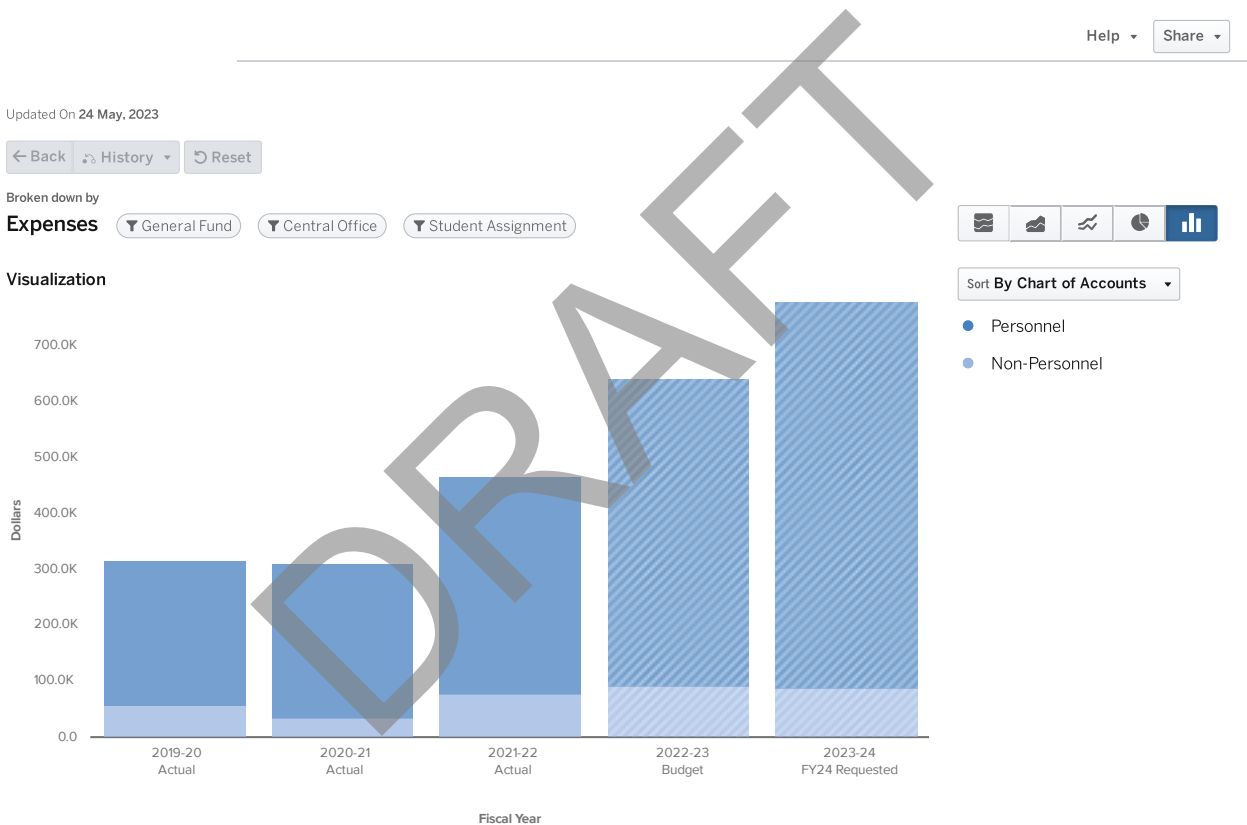 Help
Share
Updated On 24 May, 2023
Back
History
Reset
Broken down by
Expenses
General Fund
Central Office
Student Assignment
Visualization
Sort By Chart of Accounts
Personnel
Non-Personnel
700.0K
600.0K
500.0K
400.0K
300.0K
200.0K
100.0K
0.0
Dollars
2019-20
Actual
2020-21
Actual
2021-22
Actual
2022-23
Budget
2023-24
FY24 Requested
Fiscal Year
DRAFT